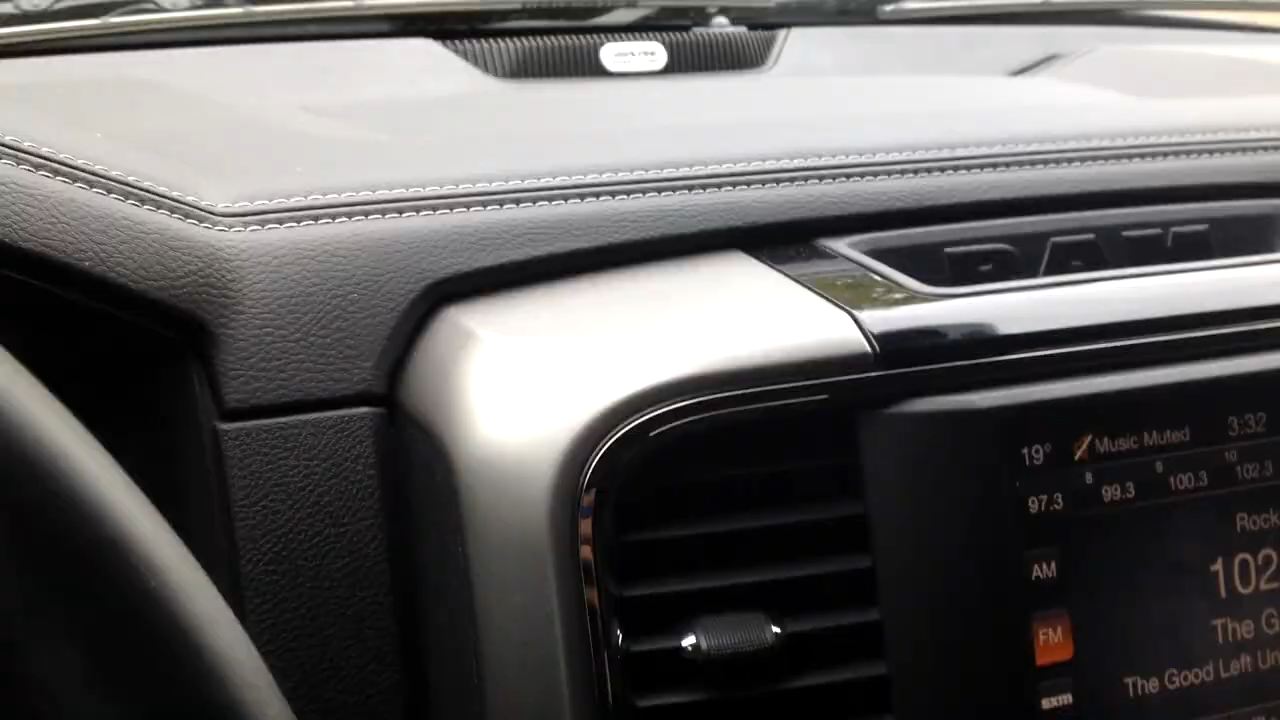 RAM
19° Music Muted 3:32
8 9 10
97.3 99.3 100.3 102.3
Rock
102
AM
The G
FM
The Good Left Un
sxm